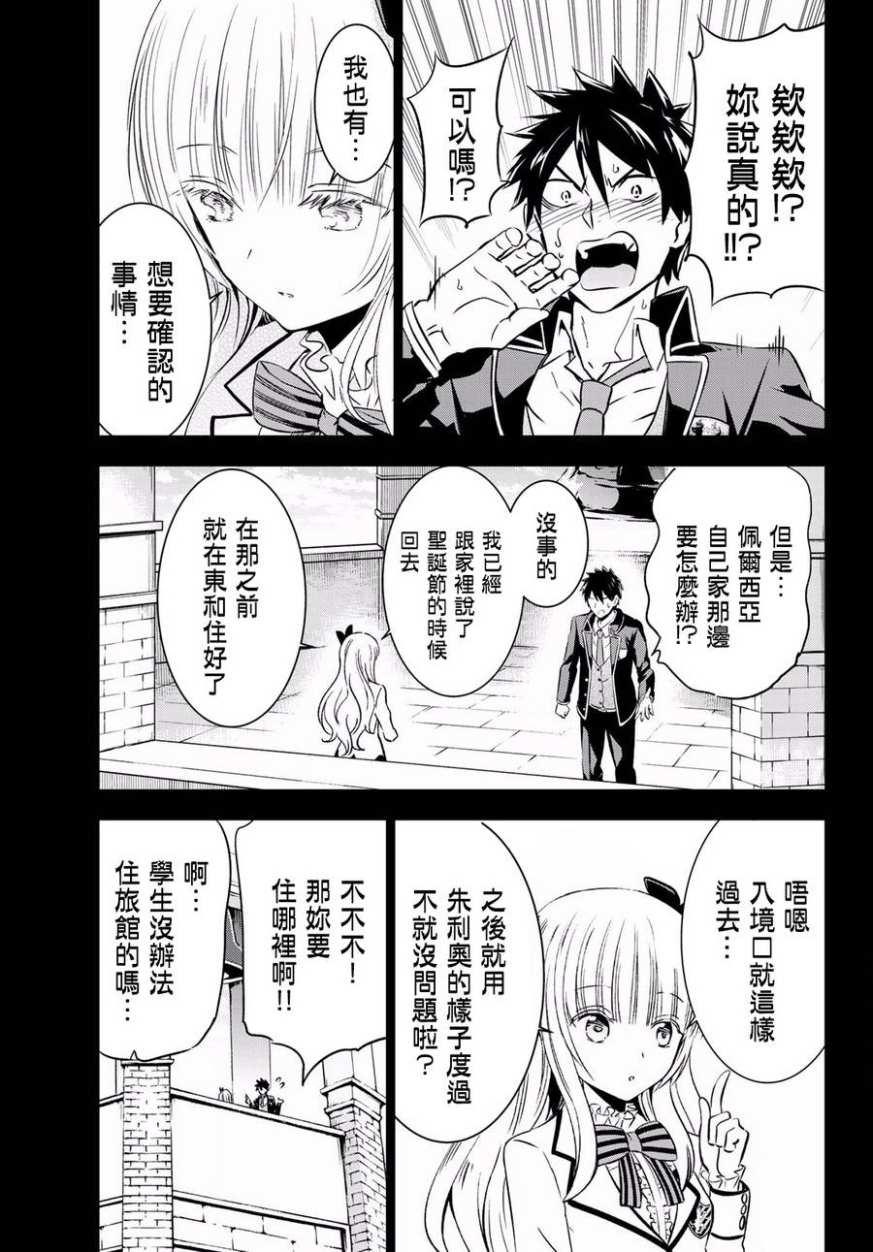 欸欸欸!?
妳說真的!!?
可以嗎!?
我也有…
想要確認的
事情…
但是…
佩爾西亞
自己家那邊
要怎麼辦!?
沒事的
我已經
跟家裡說了
聖誕節的時候
回去
在那之前
就在東和住好了
唔嗯
入境口就這樣
過去…
之後就用
朱利奧的樣子度過
不就沒問題啦？
不不不！
那妳要
住哪裡啊!!
啊…
學生沒辦法
住旅館的嗎…